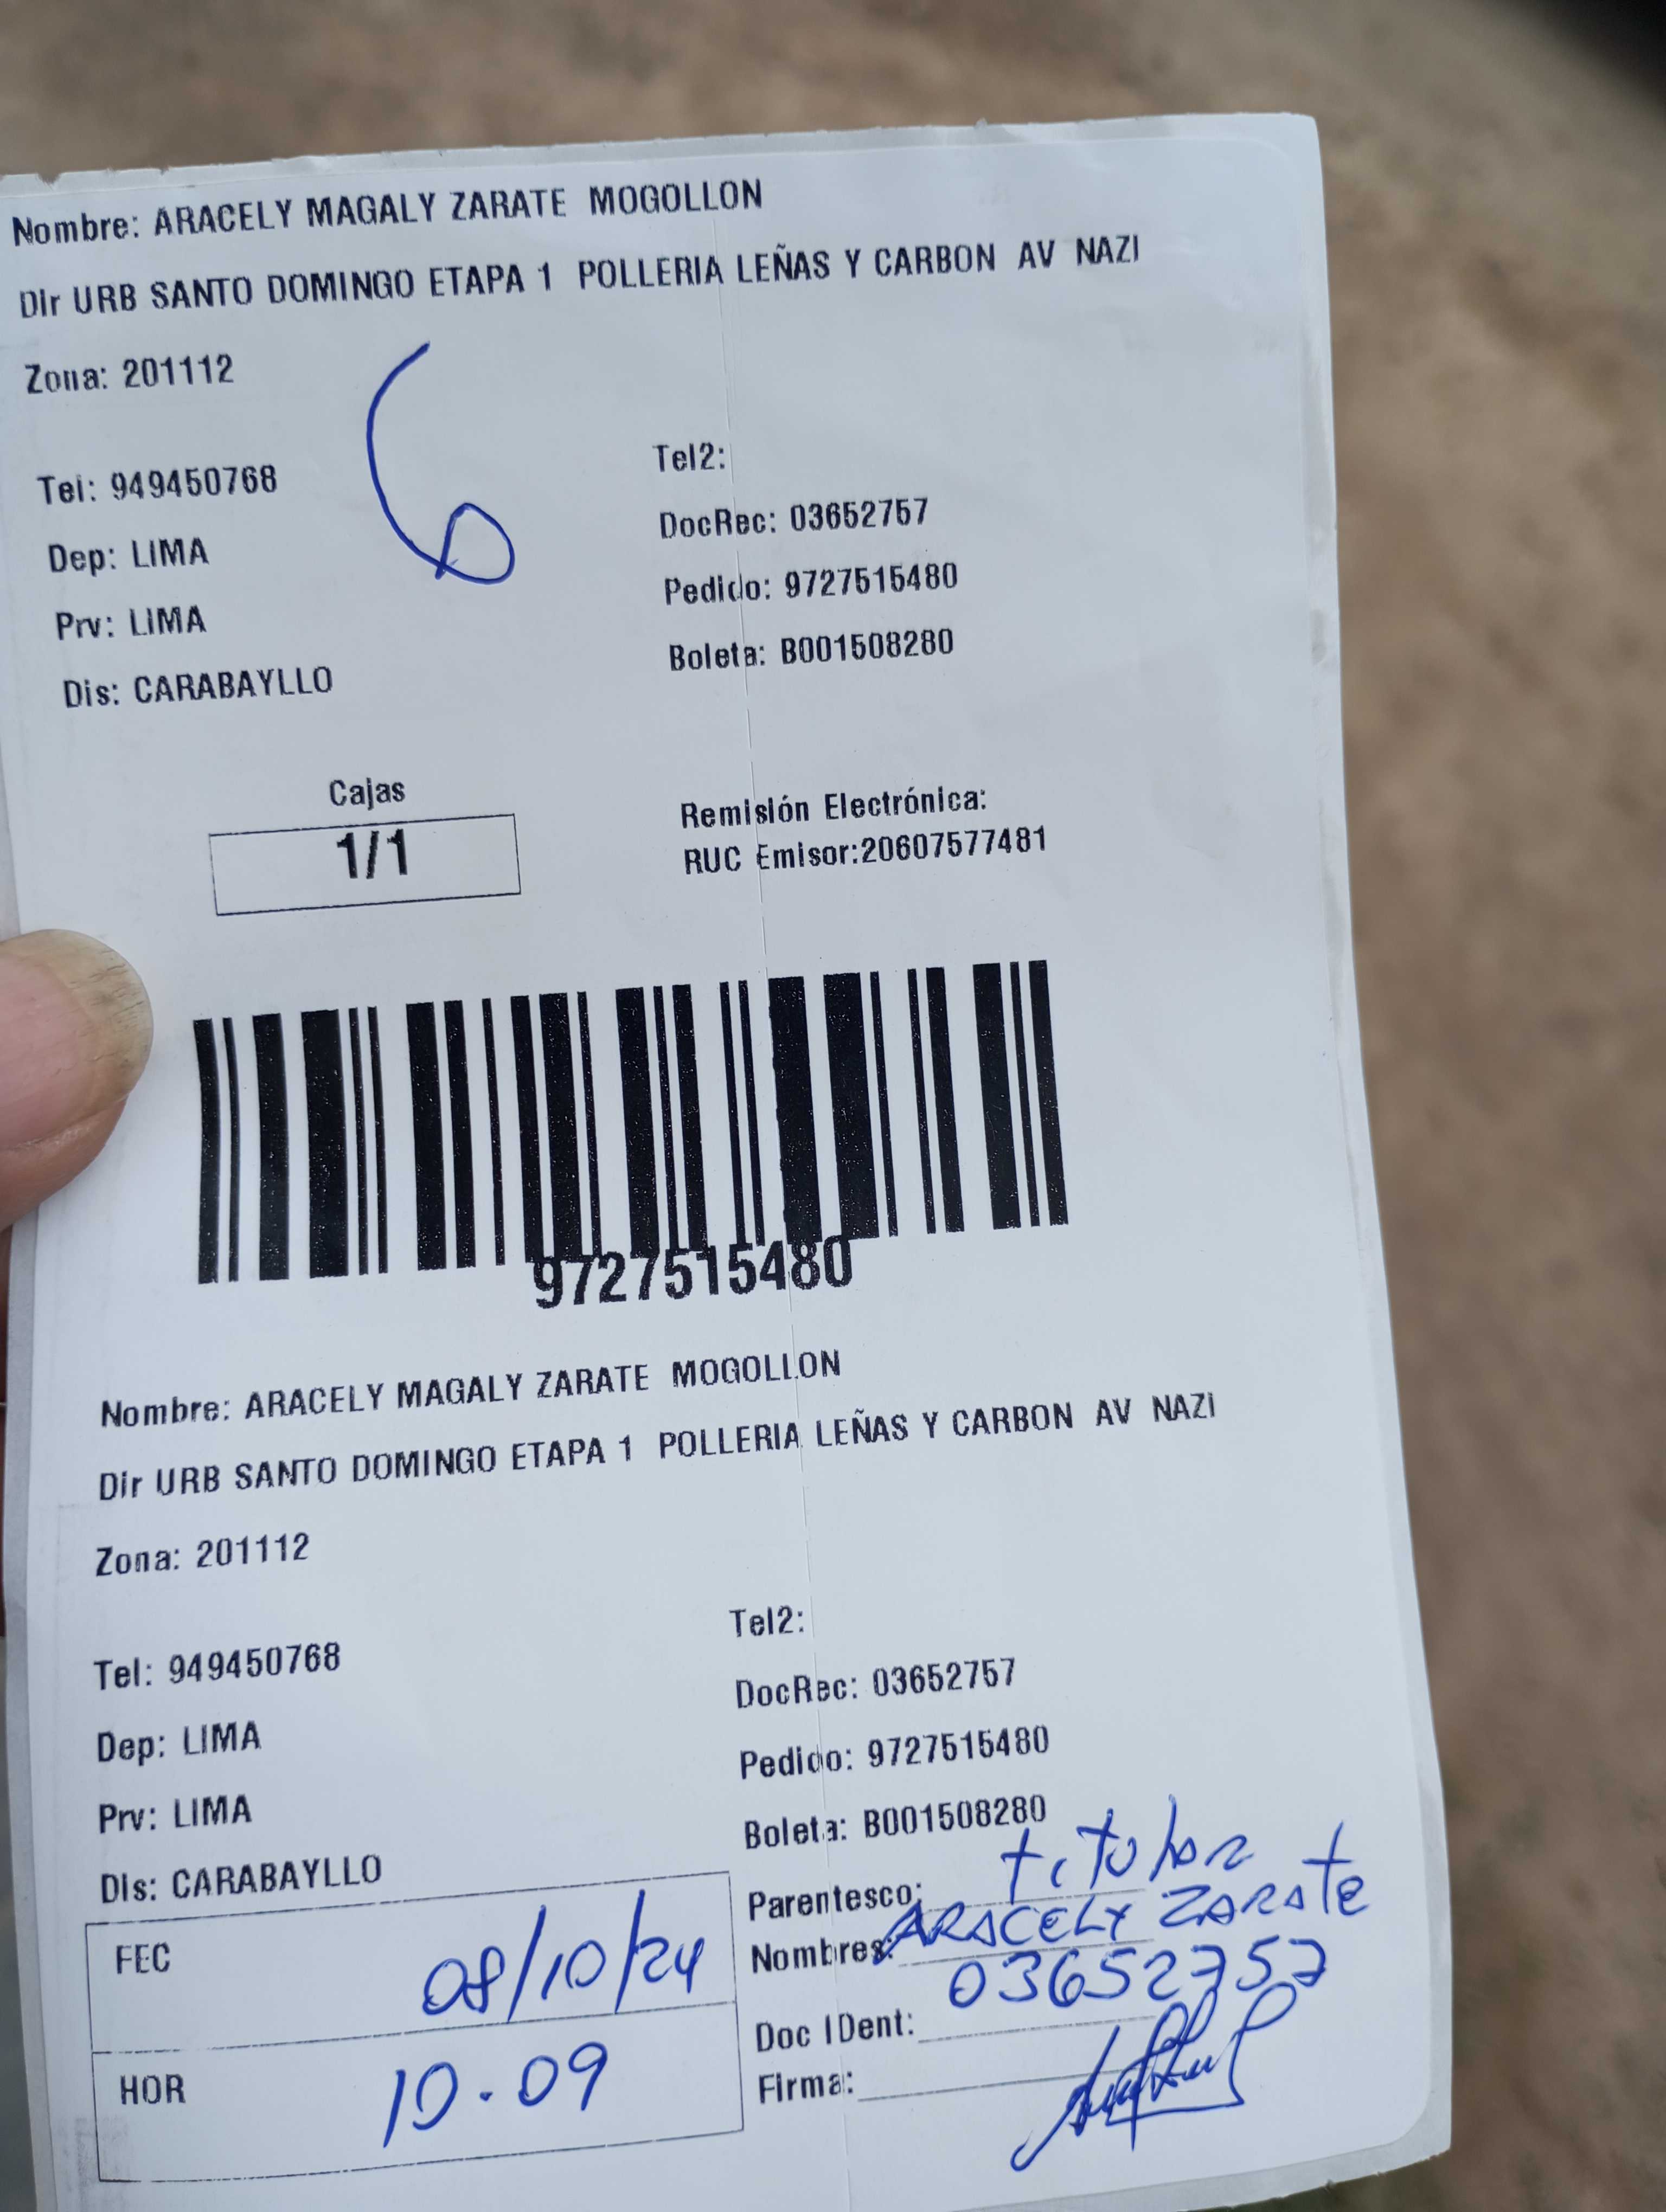 Nombre: ARACELY MAGALY ZARATE MOGOLLON
Dir URB SANTO DOMINGO ETAPA 1 POLLERIA LEÑAS Y CARBON AV NAZI
Zona: 201112
6
Tel: 949450768
Tel2:
Dep: LIMA
DocRec: 03652757
Prv: LIMA
Pedido: 9727515480
Dis: CARABAYLLO
Boleta: B001508280
Cajas
1/1
Remisión Electrónica:
RUC Emisor:20607577481
9727515480
Nombre: ARACELY MAGALY ZARATE MOGOLLON
Dir URB SANTO DOMINGO ETAPA 1 POLLERIA LEÑAS Y CARBON AV NAZI
Zona: 201112
Tel: 949450768
Tel2:
Dep: LIMA
DocRec: 03652757
Prv: LIMA
Pedido: 9727515480
Dis: CARABAYLLO
Boleta: B001508280
Parentesco: titular
Nombres: ARACELY ZARATE
Doc IDent: 03652757
Firma:
FEC 08/10/24
HOR 10.09